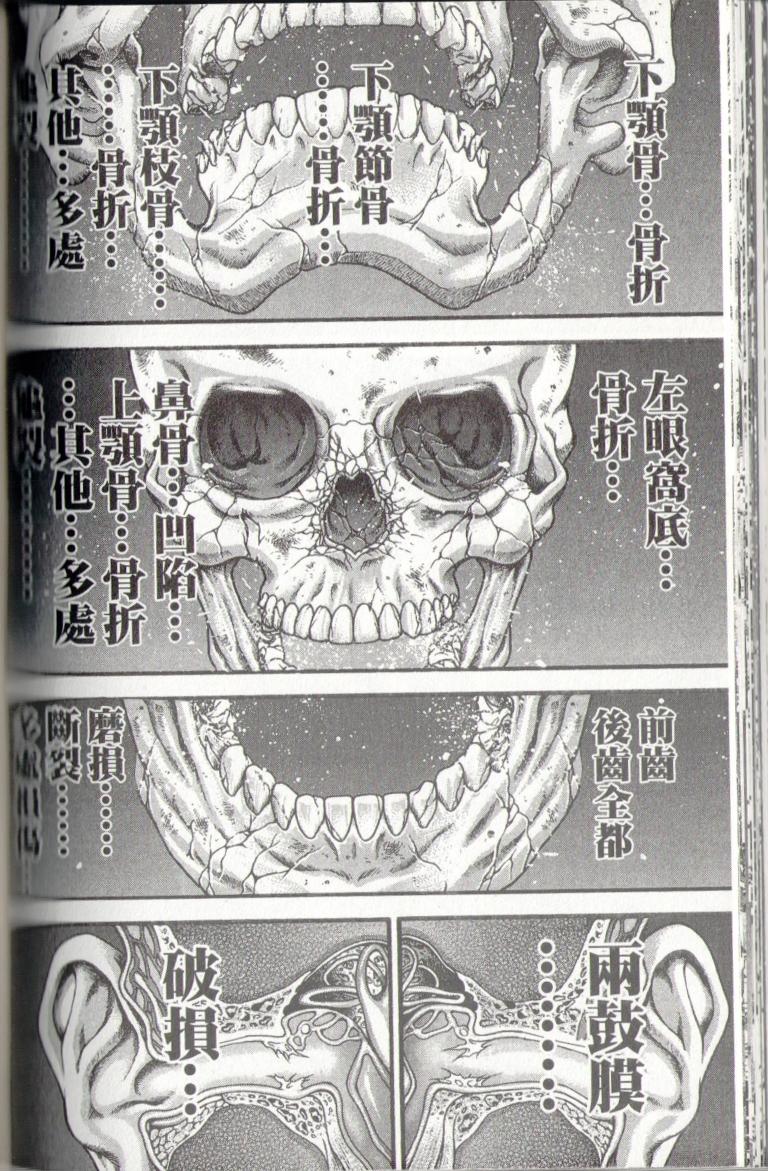 下顎骨…骨折
下顎節骨
……骨折…
下顎枝骨………
……骨折…
其他…多處
左眼窩底…
骨折…
鼻骨…凹陷…
上顎骨…骨折
…其他…多處
前齒
後齒全都
磨損……
斷裂……
兩鼓膜
………
破損…